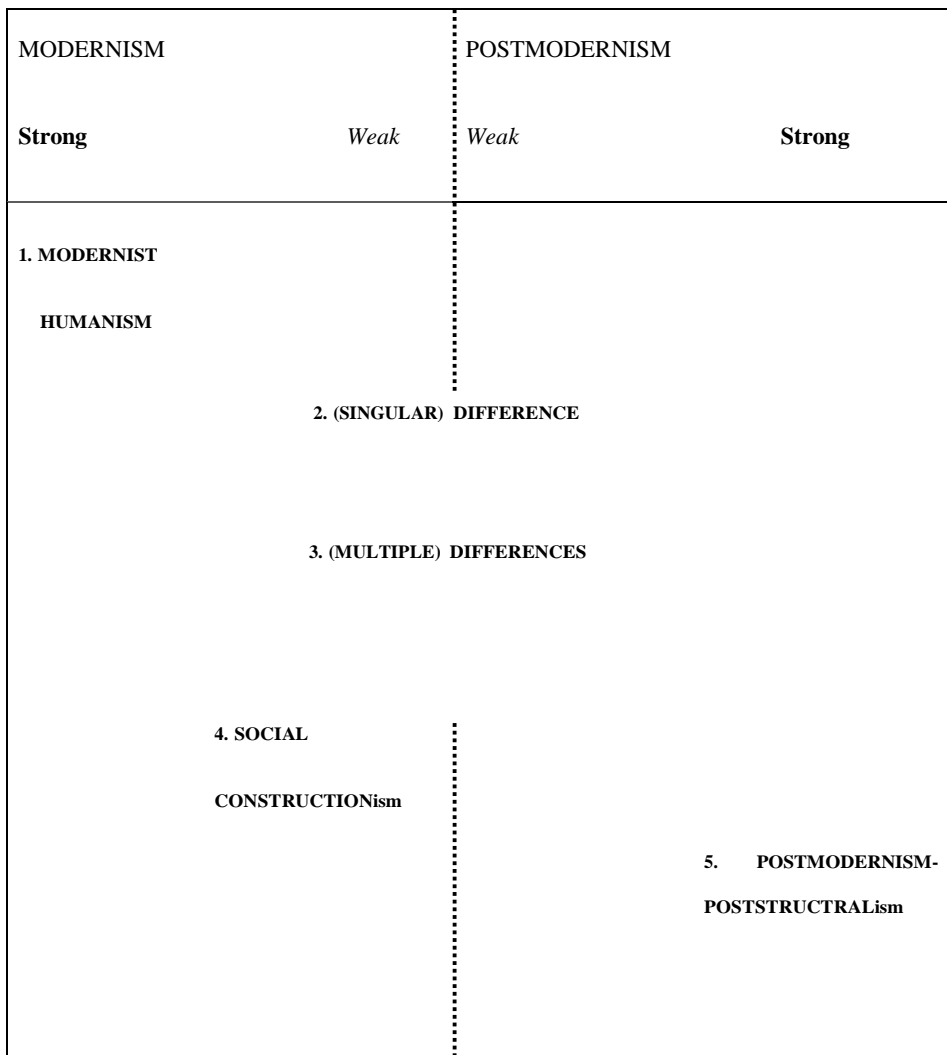 MODERNISM POSTMODERNISM
Strong Weak Weak Strong
1. MODERNIST
HUMANISM
2. (SINGULAR) DIFFERENCE
3. (MULTIPLE) DIFFERENCES
4. SOCIAL
CONSTRUCTIONism
5. POSTMODERNISM-
POSTSTRUCTRALism